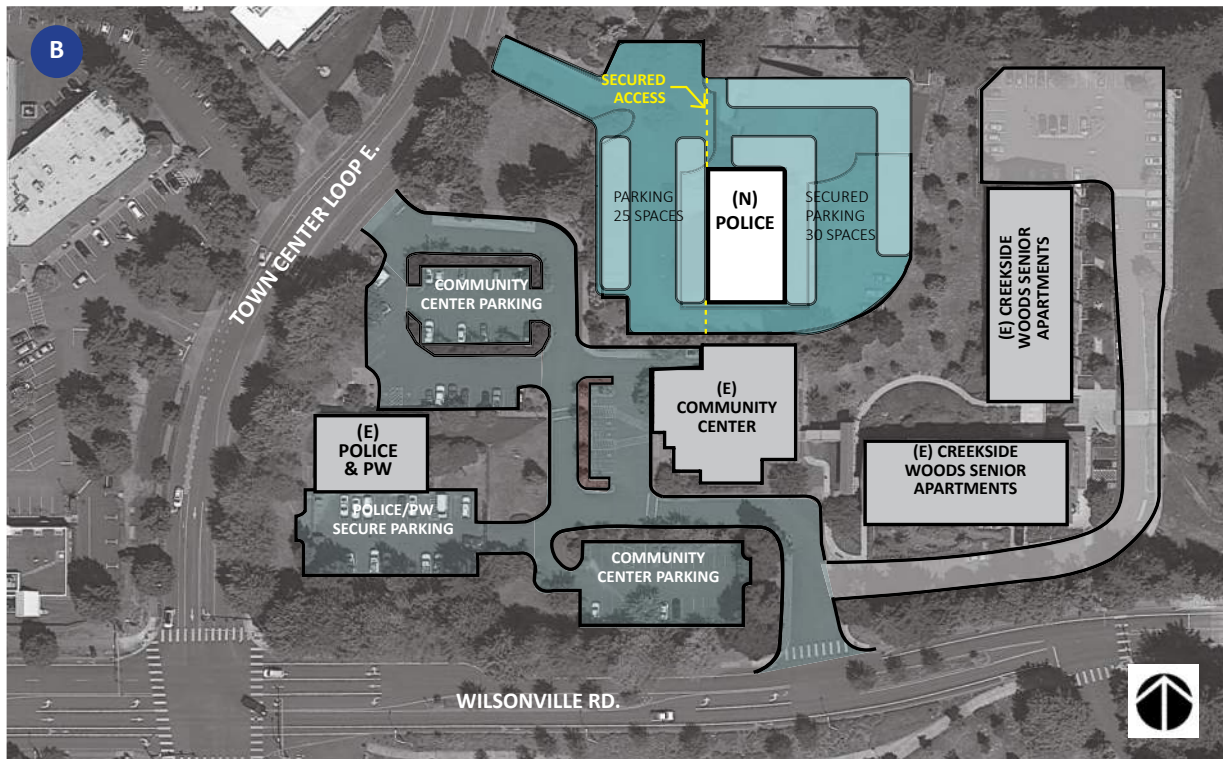 B
SECURED
ACCESS
PARKING
25 SPACES
(N)
POLICE
SECURED
PARKING
30 SPACES
TOWN CENTER LOOP E.
COMMUNITY
CENTER PARKING
(E) CREEKSIDE
WOODS SENIOR
APARTMENTS
(E)
COMMUNITY
CENTER
(E)
POLICE
& PW
(E) CREEKSIDE
WOODS SENIOR
APARTMENTS
POLICE/PW
SECURE PARKING
COMMUNITY
CENTER PARKING
WILSONVILLE RD.